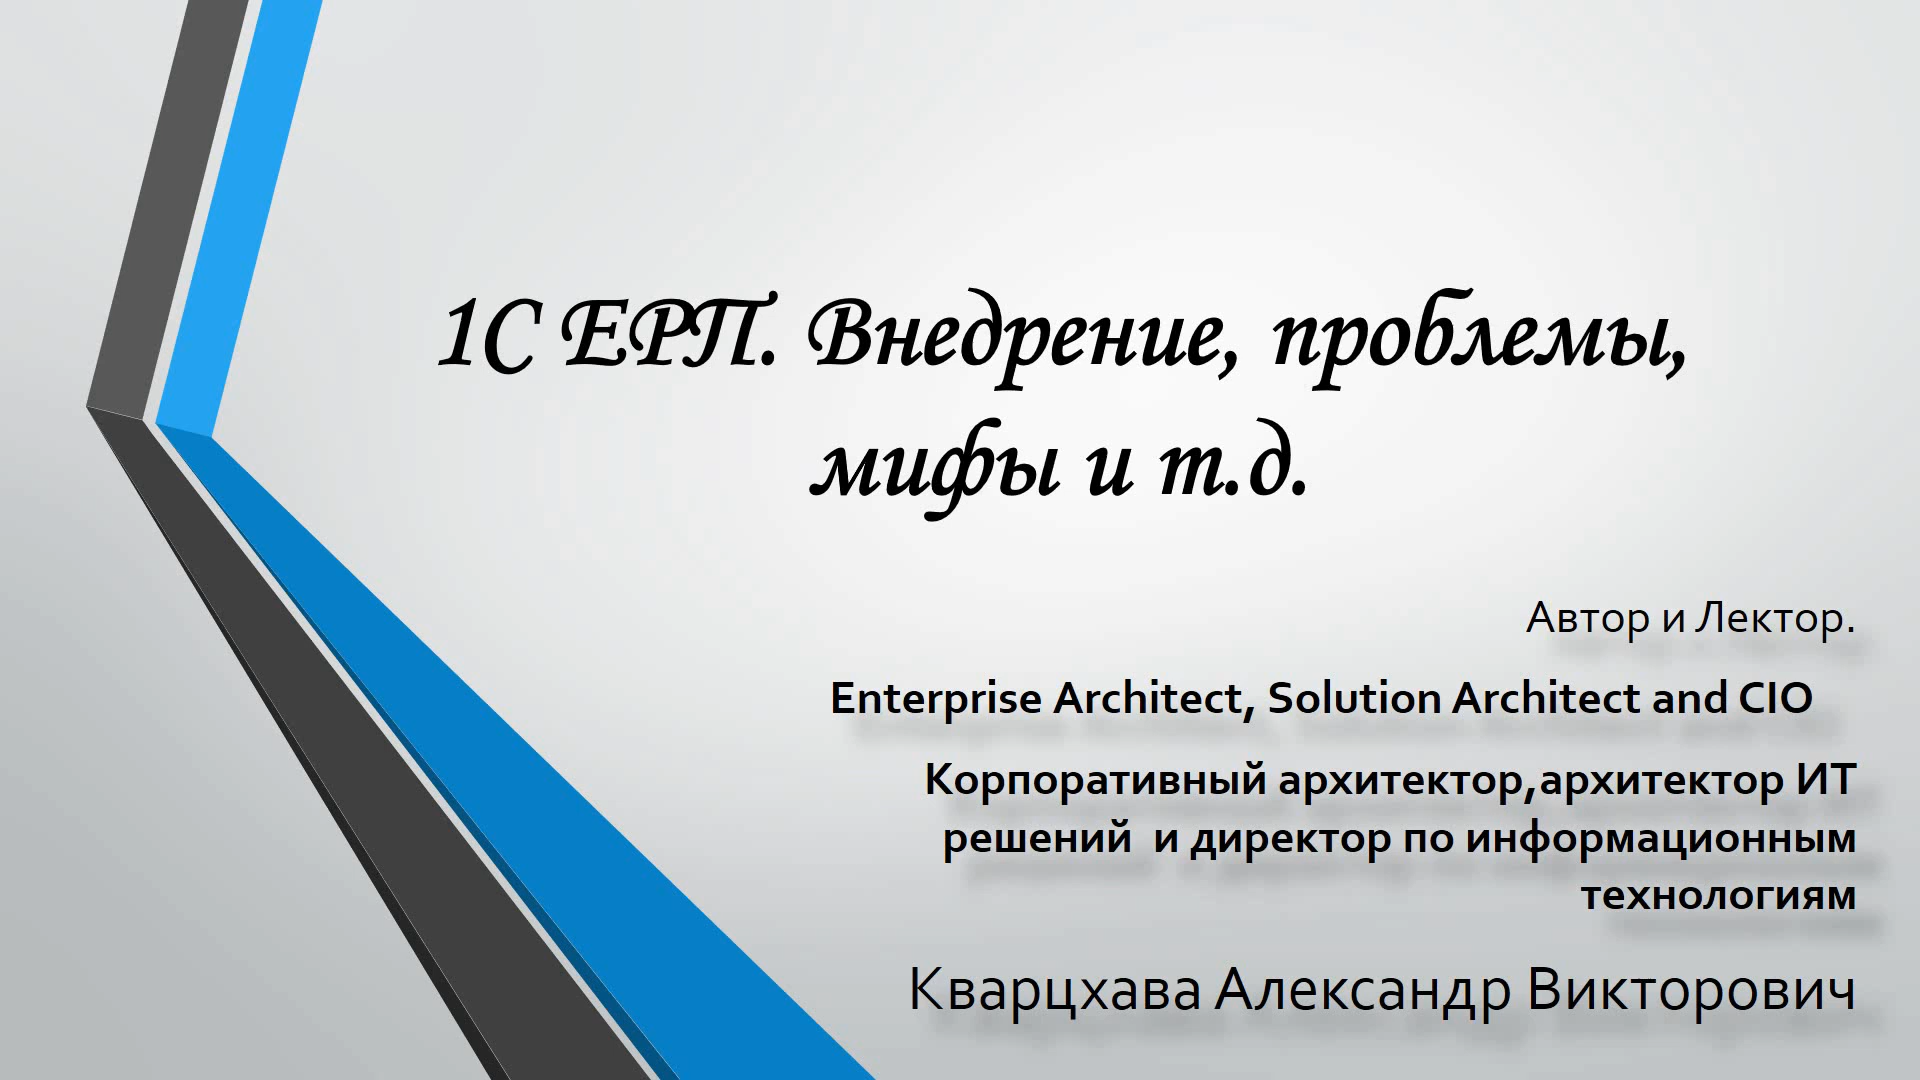 1С ЕРП. Внедрение, проблемы,
мифы и т.д.
Автор и Лектор.
Enterprise Architect, Solution Architect and CIO
Корпоративный архитектор,архитектор ИТ
решений и директор по информационным
технологиям
Кварцхава Александр Викторович